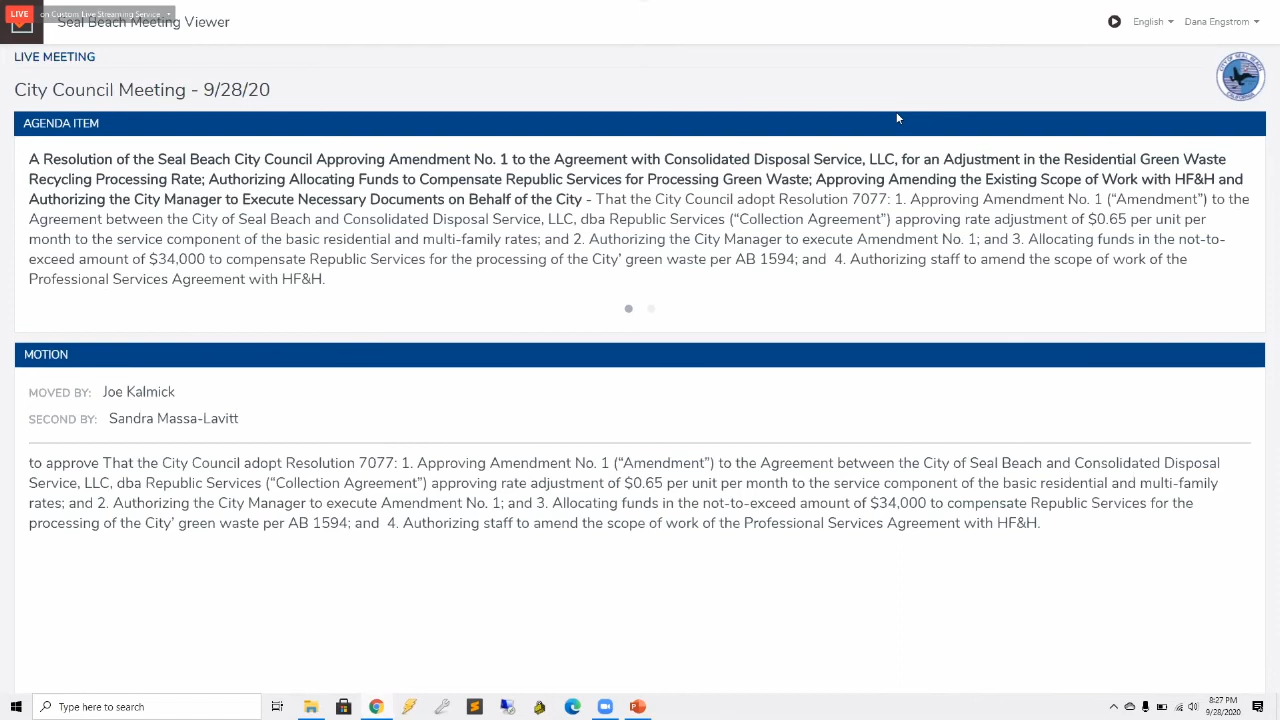 LIVE
on Custom Live Streaming Service
Seal Beach Meeting Viewer
English
Dana Engstrom
LIVE MEETING
City Council Meeting - 9/28/20
CITY OF SEAL BEACH
CALIFORNIA
AGENDA ITEM
A Resolution of the Seal Beach City Council Approving Amendment No. 1 to the Agreement with Consolidated Disposal Service, LLC, for an Adjustment in the Residential Green Waste
Recycling Processing Rate; Authorizing Allocating Funds to Compensate Republic Services for Processing Green Waste; Approving Amending the Existing Scope of Work with HF&H and
Authorizing the City Manager to Execute Necessary Documents on Behalf of the City - That the City Council adopt Resolution 7077: 1. Approving Amendment No. 1 (“Amendment”) to the
Agreement between the City of Seal Beach and Consolidated Disposal Service, LLC, dba Republic Services (“Collection Agreement”) approving rate adjustment of $0.65 per unit per
month to the service component of the basic residential and multi-family rates; and 2. Authorizing the City Manager to execute Amendment No. 1; and 3. Allocating funds in the not-to-
exceed amount of $34,000 to compensate Republic Services for the processing of the City’ green waste per AB 1594; and 4. Authorizing staff to amend the scope of work of the
Professional Services Agreement with HF&H.
MOTION
MOVED BY: Joe Kalmick
SECOND BY: Sandra Massa-Lavitt
to approve That the City Council adopt Resolution 7077: 1. Approving Amendment No. 1 (“Amendment”) to the Agreement between the City of Seal Beach and Consolidated Disposal
Service, LLC, dba Republic Services (“Collection Agreement”) approving rate adjustment of $0.65 per unit per month to the service component of the basic residential and multi-family
rates; and 2. Authorizing the City Manager to execute Amendment No. 1; and 3. Allocating funds in the not-to-exceed amount of $34,000 to compensate Republic Services for the
processing of the City’ green waste per AB 1594; and 4. Authorizing staff to amend the scope of work of the Professional Services Agreement with HF&H.
Type here to search
8:27 PM
9/28/2020